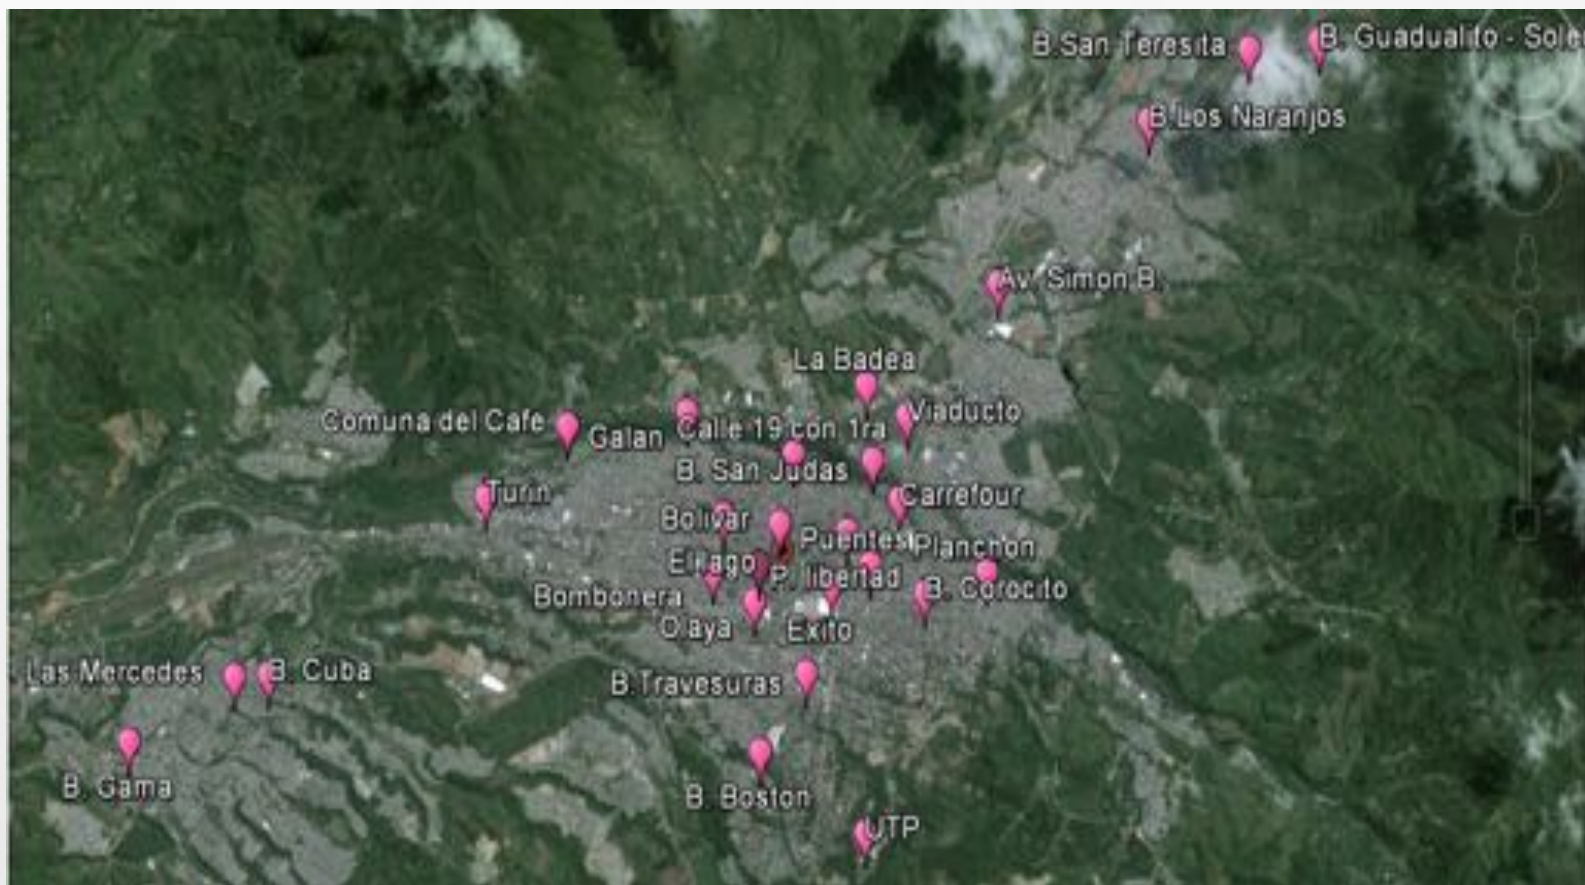 B.San Teresita
B. Guadualito - Soler
B.Los Naranjos
Av. Simon B.
La Badea
Viaducto
Comuna del Cafe
Galan
Calle 19 con 1ra
B. San Judas
Turin
Carrefour
Bolivar
Puentesl
Planchon
El lago
P. libertad
B. Corocito
Bombonera
Olaya
Exito
Las Mercedes
B. Cuba
B.Travesuras
B. Gama
B. Boston
UTP